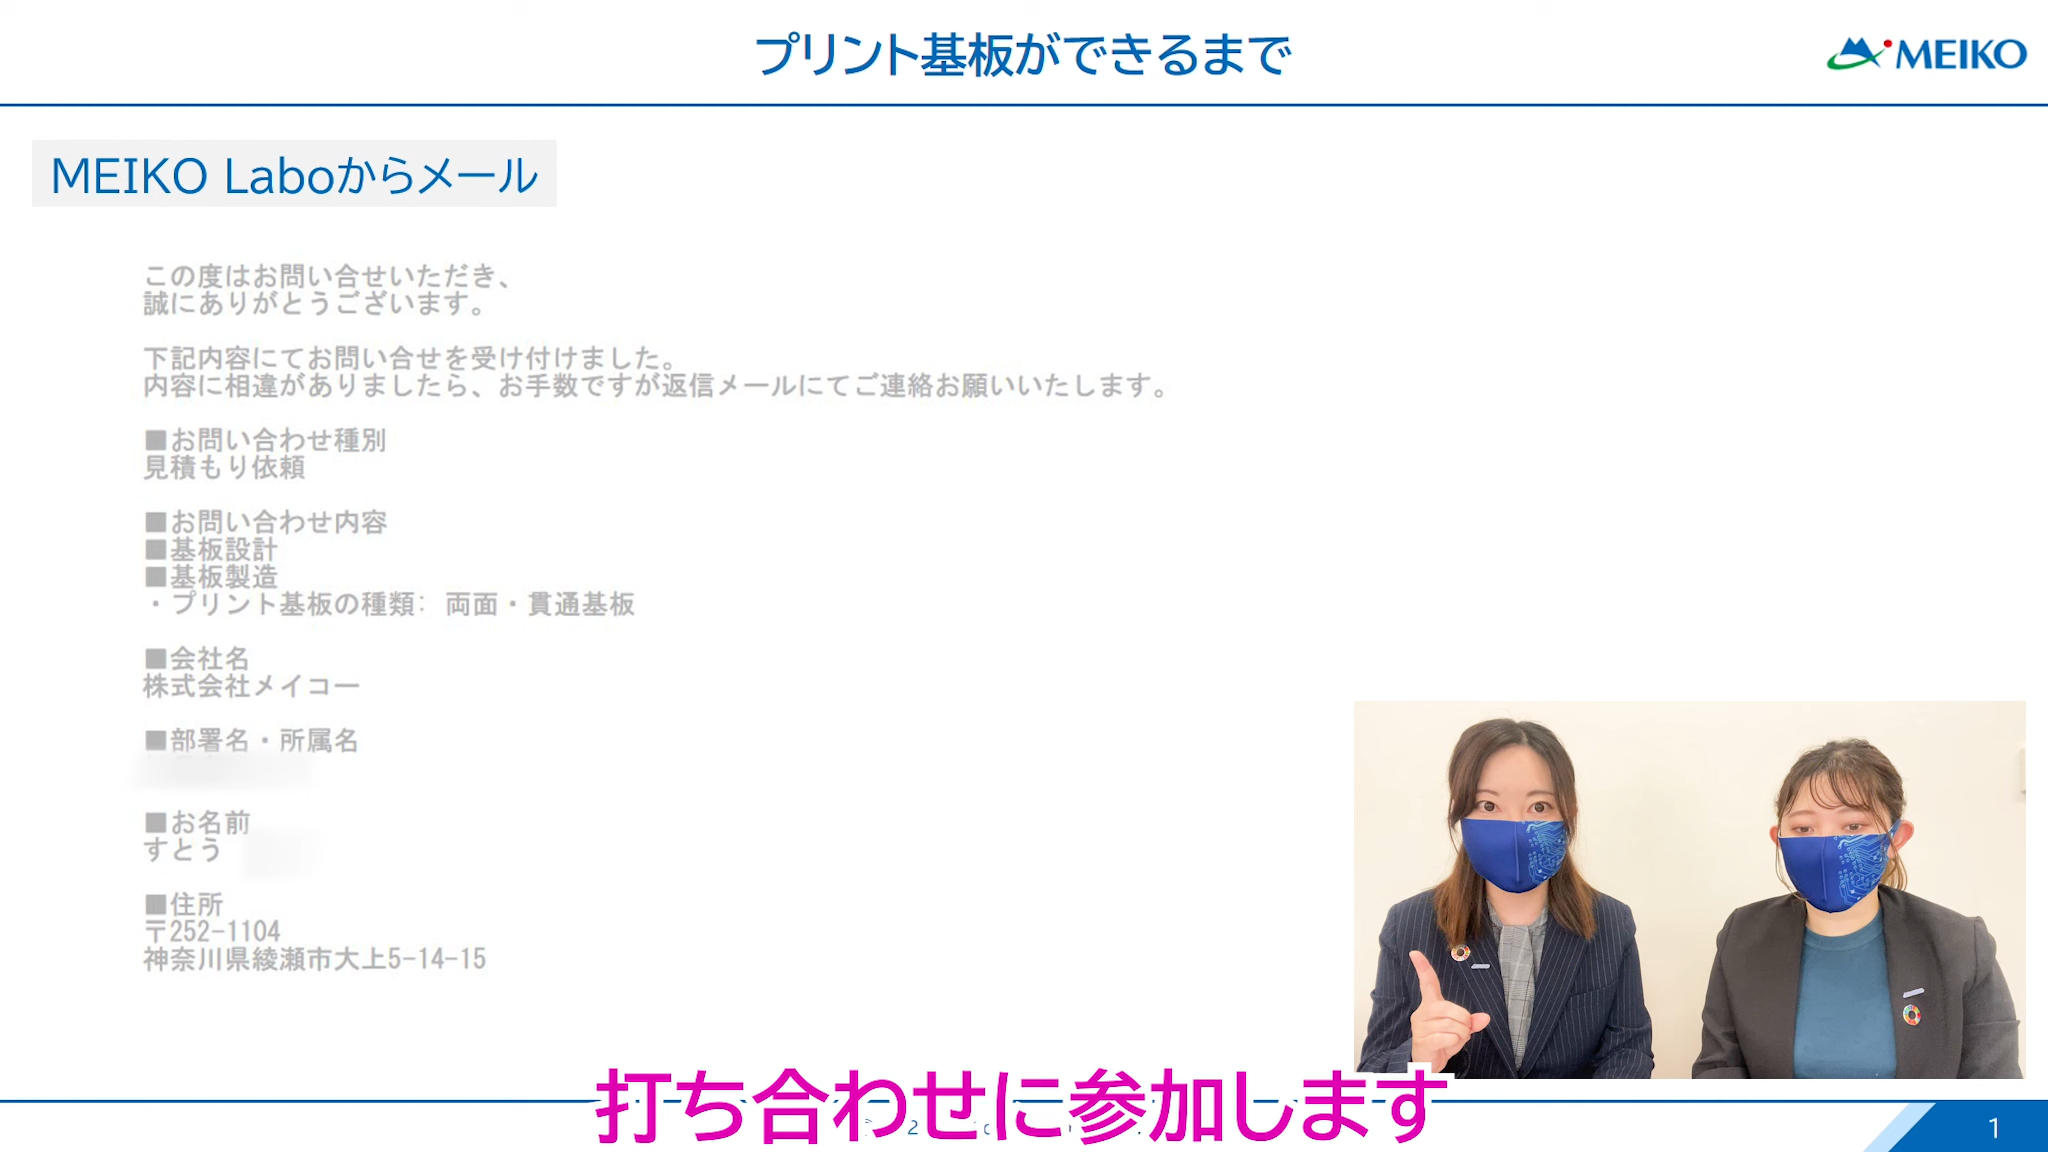 プリント基板ができるまで
MEIKO
MEIKO Laboからメール
この度はお問い合せいただき、
誠にありがとうございます。
下記内容にてお問い合せを受け付けました。
内容に相違がありましたら、お手数ですが返信メールにてご連絡お願いいたします。
■お問い合わせ種別
見積もり依頼
■お問い合わせ内容
■基板設計
■基板製造
・プリント基板の種類: 両面・貫通基板
■会社名
株式会社メイコー
■部署名・所属名
■お名前
すとう
■住所
〒252-1104
神奈川県綾瀬市大上5-14-15
打ち合わせに参加します
1